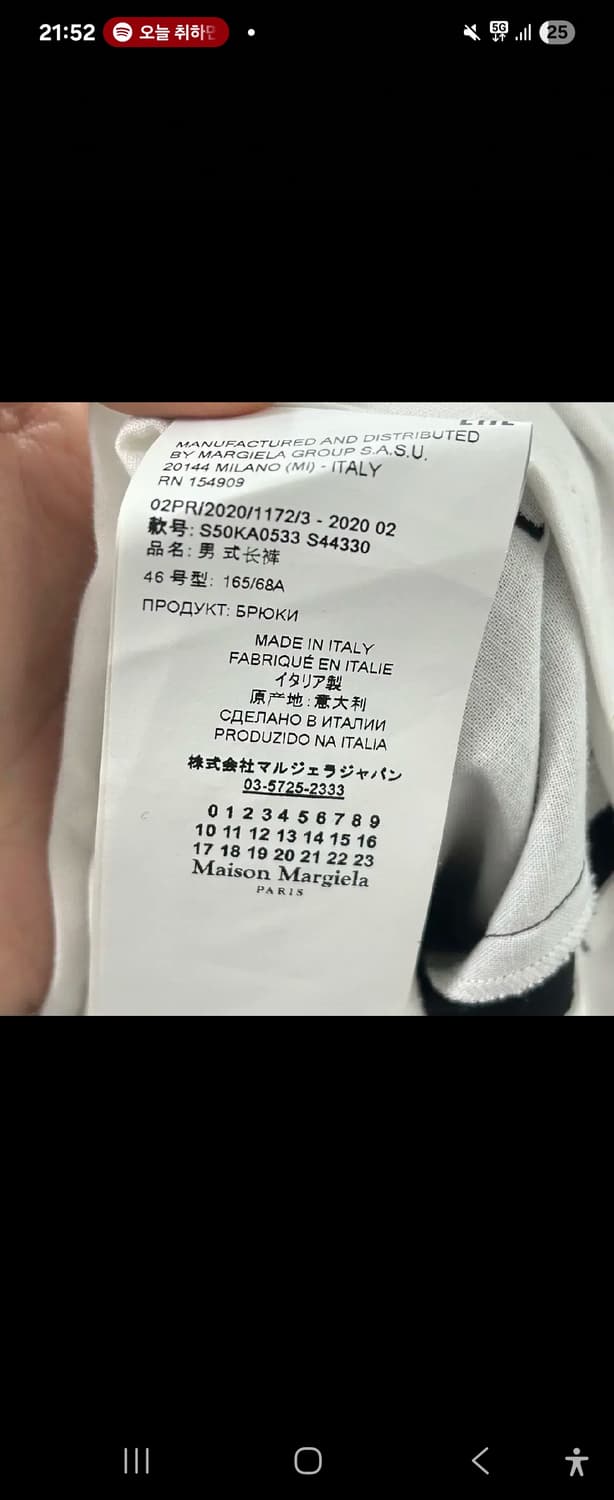 21:52 오늘 취하 5G 25
MANUFACTURED AND DISTRIBUTED
BY MARGIELA GROUP S.A.S.U.
20144 MILANO (MI) - ITALY
RN 154909
02PR/2020/1172/3 - 2020 02
款号: S50KA0533 S44330
品名: 男 式长裤
46 号型: 165/68A
ПРОДУКТ: БРЮКИ
MADE IN ITALY
FABRIQUÉ EN ITALIE
イタリア製
原产地:意大利
СДЕЛАНО В ИТАЛИИ
PRODUZIDO NA ITALIA
株式会社マルジェラジャパン
03-5725-2333
0 1 2 3 4 5 6 7 8 9
10 11 12 13 14 15 16
17 18 19 20 21 22 23
Maison Margiela
PARIS